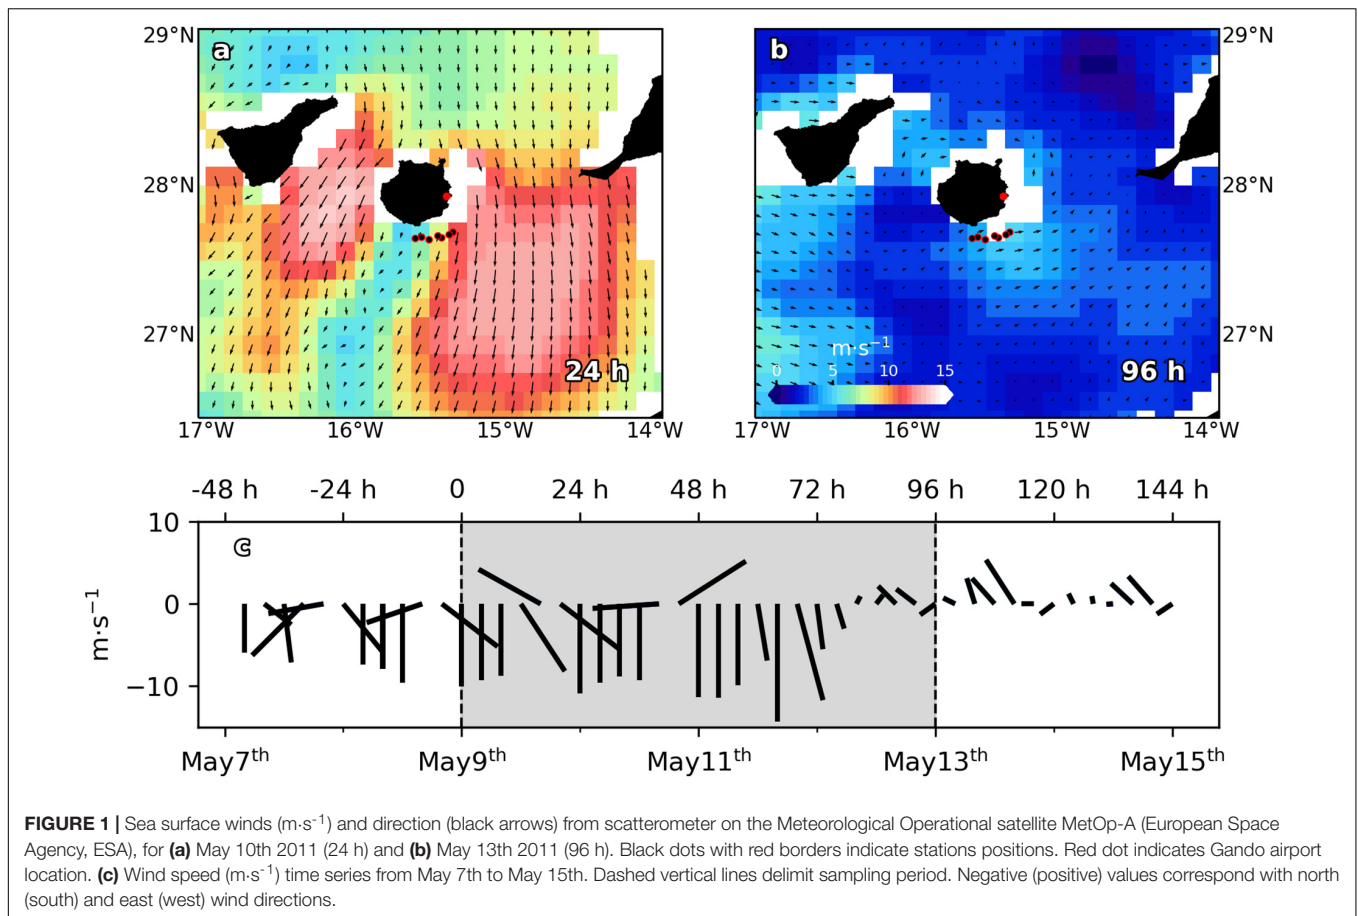 29°N
a
b
29°N
28°N
28°N
27°N
27°N
m·s⁻¹
0 5 10 15
24 h
96 h
17°W 16°W 15°W 14°W
17°W 16°W 15°W 14°W
-48 h -24 h 0 24 h 48 h 72 h 96 h 120 h 144 h
10
c
0
m·s⁻¹
−10
May7ᵗʰ May9ᵗʰ May11ᵗʰ May13ᵗʰ May15ᵗʰ
FIGURE 1 | Sea surface winds (m·s-1) and direction (black arrows) from scatterometer on the Meteorological Operational satellite MetOp-A (European Space
Agency, ESA), for (a) May 10th 2011 (24 h) and (b) May 13th 2011 (96 h). Black dots with red borders indicate stations positions. Red dot indicates Gando airport
location. (c) Wind speed (m·s-1) time series from May 7th to May 15th. Dashed vertical lines delimit sampling period. Negative (positive) values correspond with north
(south) and east (west) wind directions.